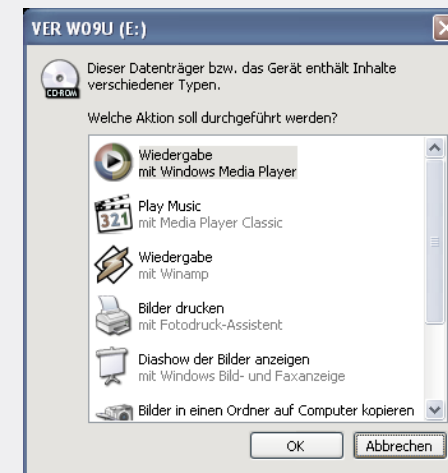 VER W09U (E:)
CD-ROM
Dieser Datenträger bzw. das Gerät enthält Inhalte
verschiedener Typen.
Welche Aktion soll durchgeführt werden?
Wiedergabe
mit Windows Media Player
Play Music
mit Media Player Classic
321
Wiedergabe
mit Winamp
Bilder drucken
mit Fotodruck-Assistent
Diashow der Bilder anzeigen
mit Windows Bild- und Faxanzeige
Bilder in einen Ordner auf Computer kopieren
OK
Abbrechen